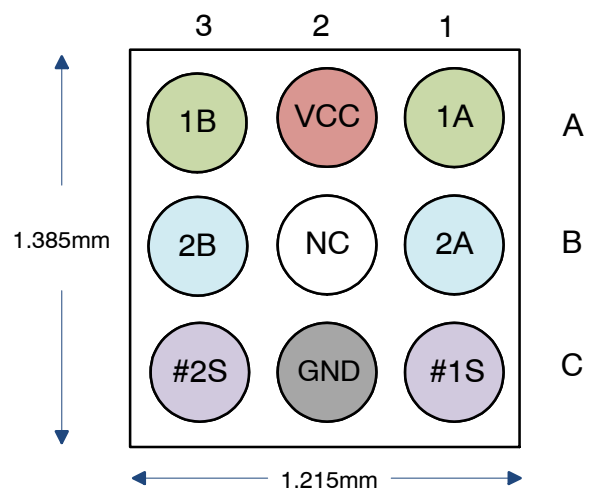 3 2 1
1B VCC 1A A
1.385mm 2B NC 2A B
#2S GND #1S C
1.215mm